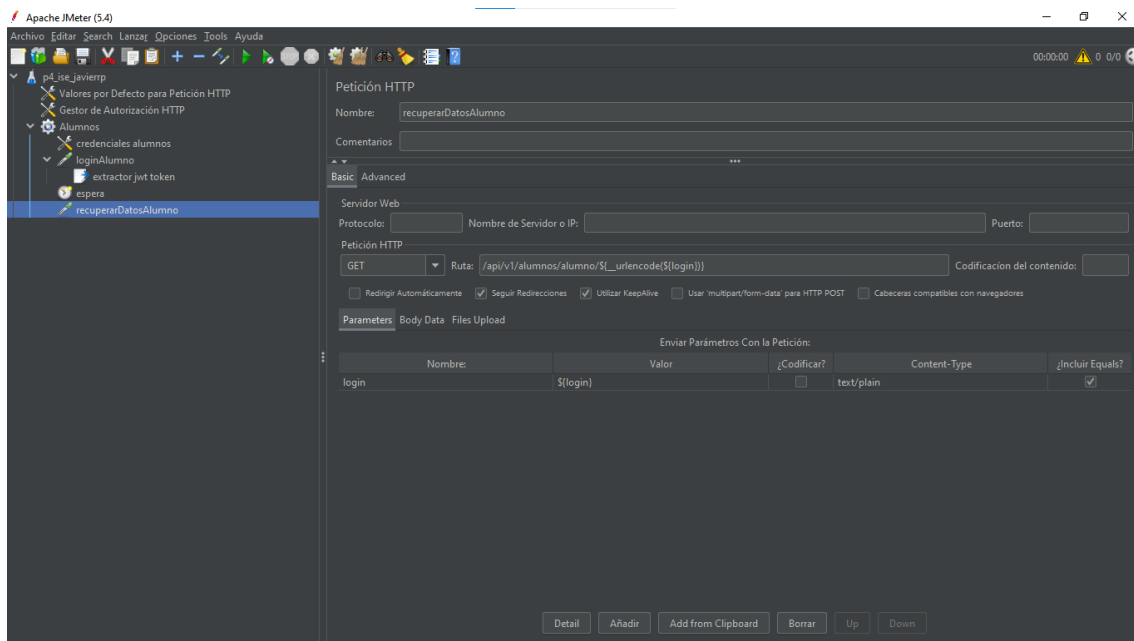 Apache JMeter (5.4)
Archivo Editar Search Lanzar Opciones Tools Ayuda
00:00:00 0 0/0
p4_ise_javierrp
Valores por Defecto para Petición HTTP
Gestor de Autorización HTTP
Alumnos
credenciales alumnos
loginAlumno
extractor jwt token
espera
recuperarDatosAlumno
Petición HTTP
Nombre: recuperarDatosAlumno
Comentarios
Basic Advanced
Servidor Web
Protocolo: Nombre de Servidor o IP: Puerto:
Petición HTTP
GET Ruta: /api/v1/alumnos/alumno/${__urlencode(${login})} Codificacíon del contenido:
Redirigir Automáticamente Seguir Redirecciones Utilizar KeepAlive Usar 'multipart/form-data' para HTTP POST Cabeceras compatibles con navegadores
Parameters Body Data Files Upload
Enviar Parámetros Con la Petición:
Nombre: Valor ¿Codificar? Content-Type ¿Incluir Equals?
login ${login} text/plain
Detail Añadir Add from Clipboard Borrar Up Down